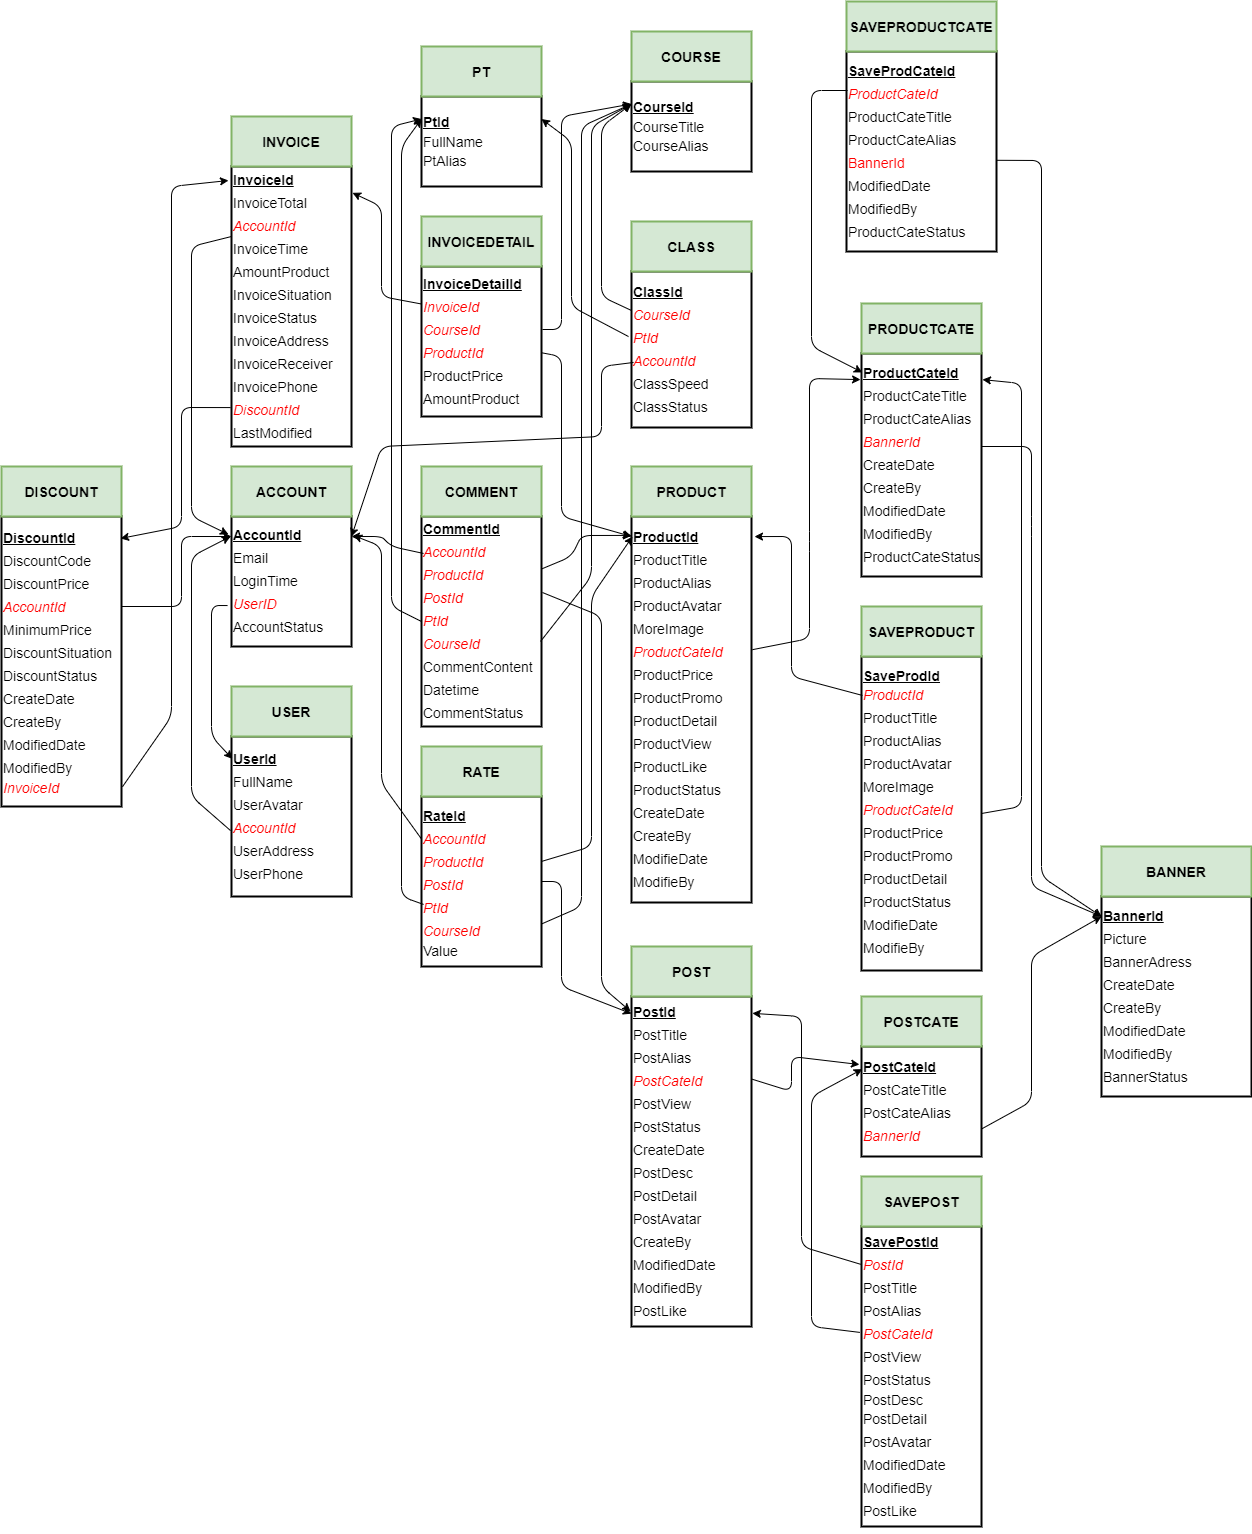 SAVEPRODUCTCATE
SaveProdCateId
ProductCateId
ProductCateTitle
ProductCateAlias
BannerId
ModifiedDate
ModifiedBy
ProductCateStatus
COURSE
CourseId
CourseTitle
CourseAlias
PT
PtId
FullName
PtAlias
INVOICE
InvoiceId
InvoiceTotal
AccountId
InvoiceTime
AmountProduct
InvoiceSituation
InvoiceStatus
InvoiceAddress
InvoiceReceiver
InvoicePhone
DiscountId
LastModified
INVOICEDETAIL
InvoiceDetailId
InvoiceId
CourseId
ProductId
ProductPrice
AmountProduct
CLASS
ClassId
CourseId
PtId
AccountId
ClassSpeed
ClassStatus
PRODUCTCATE
ProductCateId
ProductCateTitle
ProductCateAlias
BannerId
CreateDate
CreateBy
ModifiedDate
ModifiedBy
ProductCateStatus
DISCOUNT
DiscountId
DiscountCode
DiscountPrice
AccountId
MinimumPrice
DiscountSituation
DiscountStatus
CreateDate
CreateBy
ModifiedDate
ModifiedBy
InvoiceId
ACCOUNT
AccountId
Email
LoginTime
UserID
AccountStatus
COMMENT
CommentId
AccountId
ProductId
PostId
PtId
CourseId
CommentContent
Datetime
CommentStatus
PRODUCT
ProductId
ProductTitle
ProductAlias
ProductAvatar
MoreImage
ProductCateId
ProductPrice
ProductPromo
ProductDetail
ProductView
ProductLike
ProductStatus
CreateDate
CreateBy
ModifieDate
ModifieBy
SAVEPRODUCT
SaveProdId
ProductId
ProductTitle
ProductAlias
ProductAvatar
MoreImage
ProductCateId
ProductPrice
ProductPromo
ProductDetail
ProductStatus
ModifieDate
ModifieBy
USER
UserId
FullName
UserAvatar
AccountId
UserAddress
UserPhone
RATE
RateId
AccountId
ProductId
PostId
PtId
CourseId
Value
BANNER
BannerId
Picture
BannerAdress
CreateDate
CreateBy
ModifiedDate
ModifiedBy
BannerStatus
POST
PostId
PostTitle
PostAlias
PostCateId
PostView
PostStatus
CreateDate
PostDesc
PostDetail
PostAvatar
CreateBy
ModifiedDate
ModifiedBy
PostLike
POSTCATE
PostCateId
PostCateTitle
PostCateAlias
BannerId
SAVEPOST
SavePostId
PostId
PostTitle
PostAlias
PostCateId
PostView
PostStatus
PostDesc
PostDetail
PostAvatar
ModifiedDate
ModifiedBy
PostLike